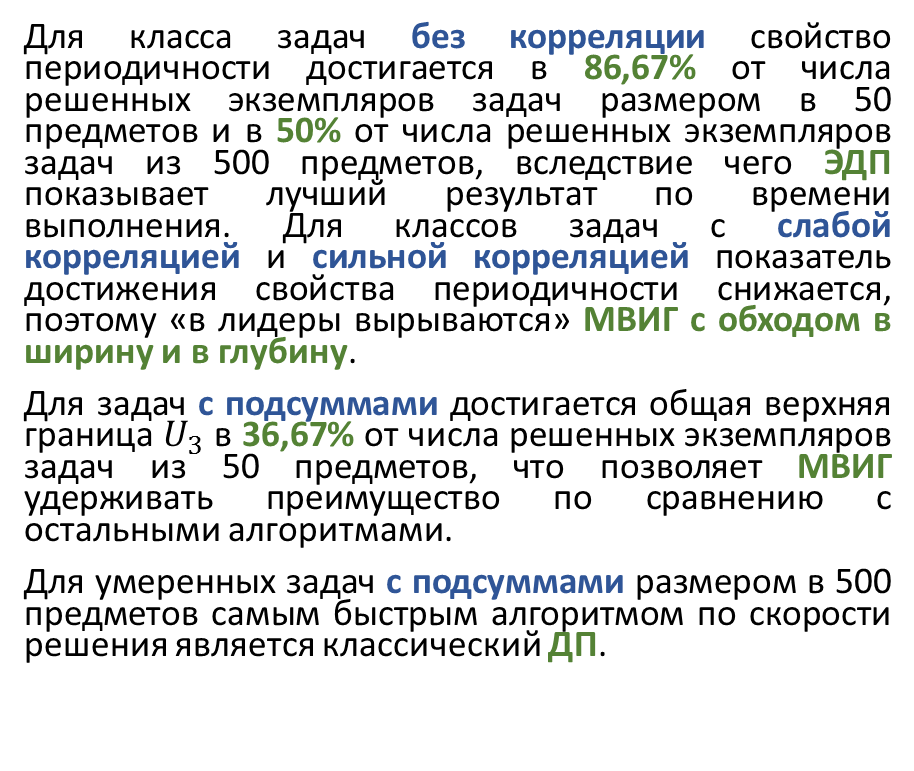 Для класса задач без корреляции свойство
периодичности достигается в 86,67% от числа
решенных экземпляров задач размером в 50
предметов и в 50% от числа решенных экземпляров
задач из 500 предметов, вследствие чего ЭДП
показывает лучший результат по времени
выполнения. Для классов задач с слабой
корреляцией и сильной корреляцией показатель
достижения свойства периодичности снижается,
поэтому «в лидеры вырываются» МВИГ с обходом в
ширину и в глубину.
Для задач с подсуммами достигается общая верхняя
граница U₃ в 36,67% от числа решенных экземпляров
задач из 50 предметов, что позволяет МВИГ
удерживать преимущество по сравнению с
остальными алгоритмами.
Для умеренных задач с подсуммами размером в 500
предметов самым быстрым алгоритмом по скорости
решения является классический ДП.